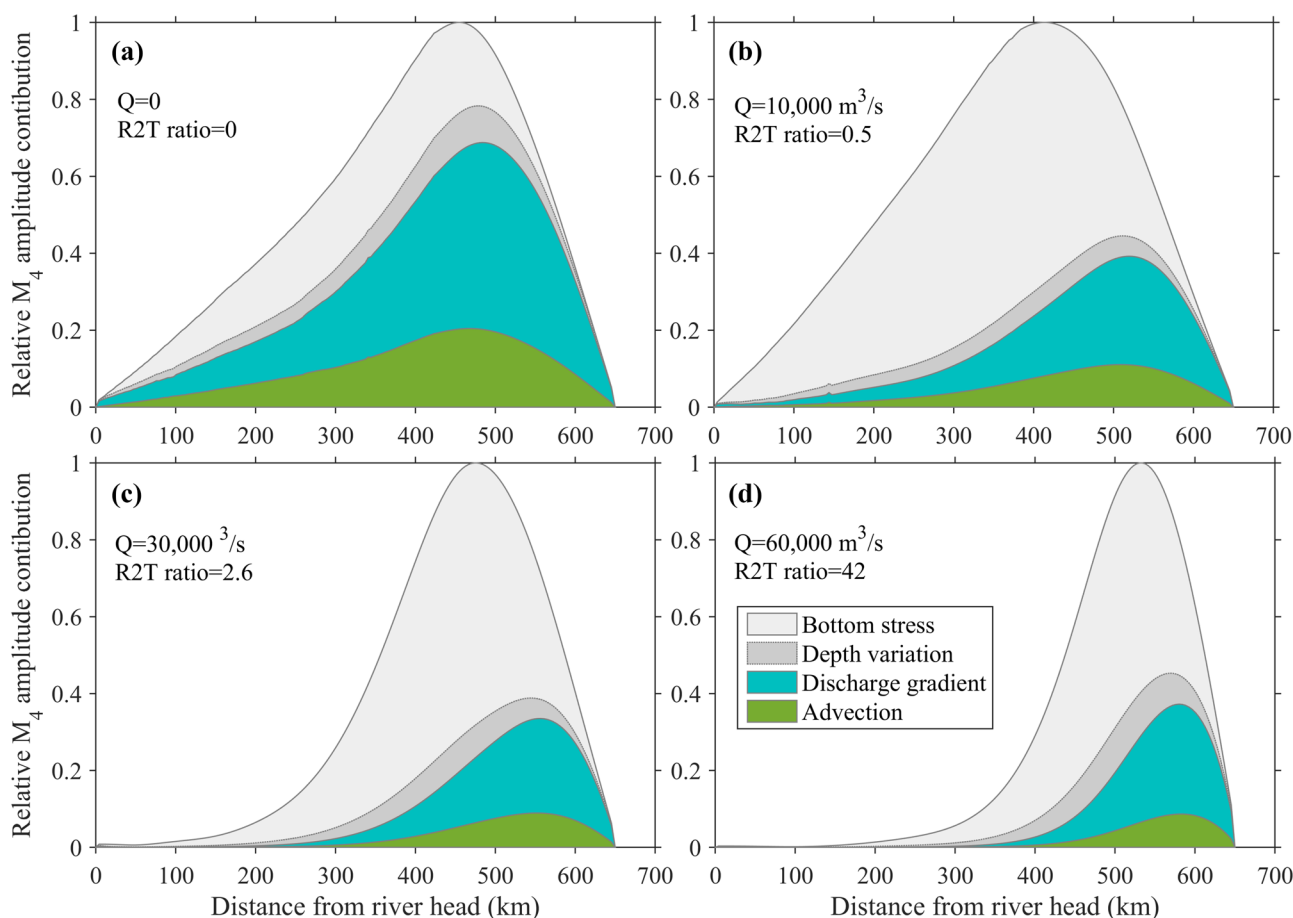 (a)
Q=0
R2T ratio=0
Relative M4 amplitude contibution
1
0.8
0.6
0.4
0.2
0
0 100 200 300 400 500 600 700
(b)
Q=10,000 m3/s
R2T ratio=0.5
1
0.8
0.6
0.4
0.2
0
0 100 200 300 400 500 600 700
(c)
Q=30,000 3/s
R2T ratio=2.6
Relative M4 amplitude contibution
1
0.8
0.6
0.4
0.2
0
0 100 200 300 400 500 600 700
Distance from river head (km)
(d)
Q=60,000 m3/s
R2T ratio=42
Bottom stress
Depth variation
Discharge gradient
Advection
1
0.8
0.6
0.4
0.2
0
0 100 200 300 400 500 600 700
Distance from river head (km)